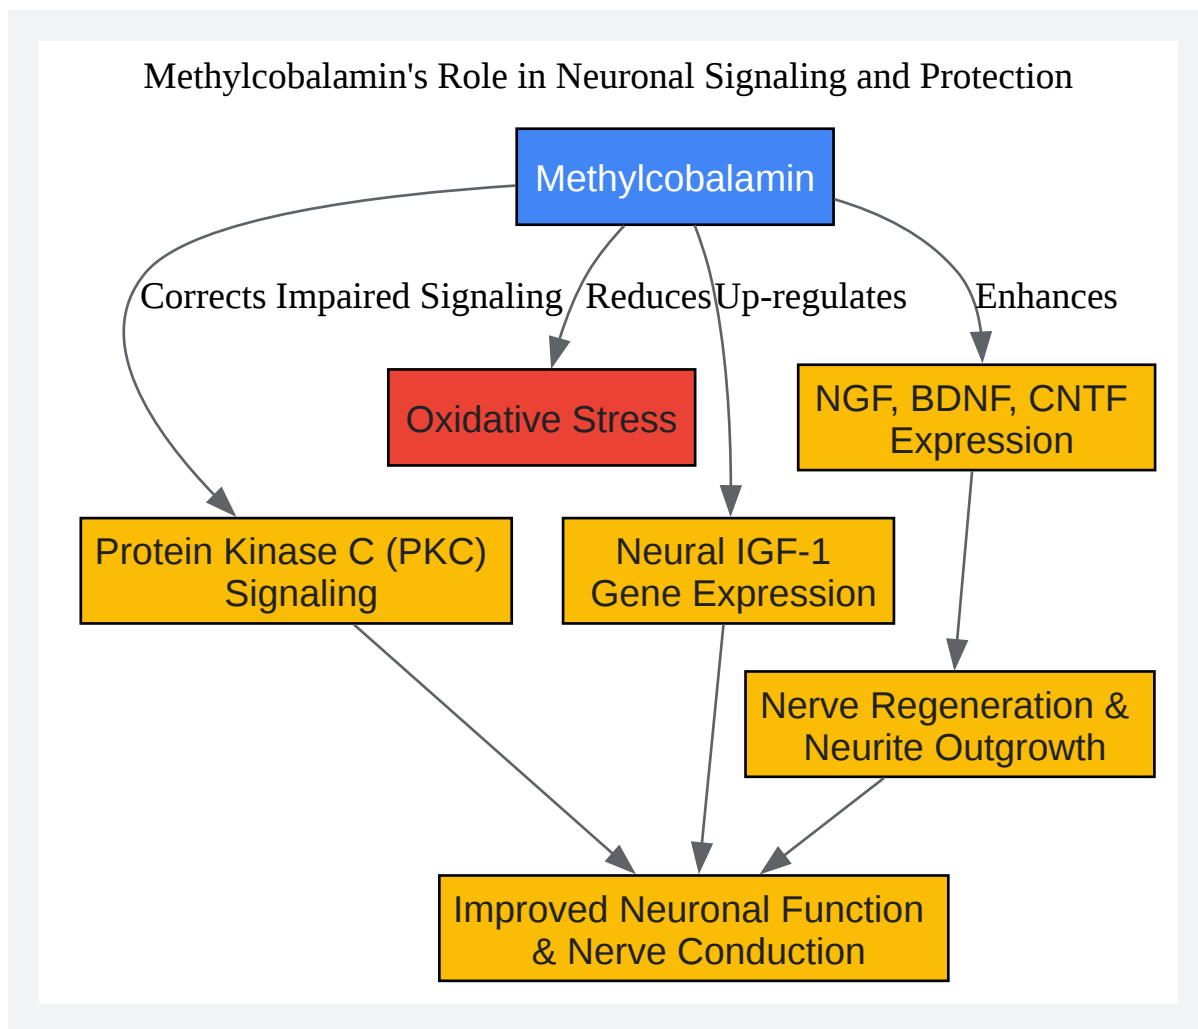 Methylcobalamin's Role in Neuronal Signaling and Protection
Methylcobalamin
Corrects Impaired Signaling
Reduces
Up-regulates
Enhances
Oxidative Stress
NGF, BDNF, CNTF
Expression
Protein Kinase C (PKC)
Signaling
Neural IGF-1
Gene Expression
Nerve Regeneration &
Neurite Outgrowth
Improved Neuronal Function
& Nerve Conduction